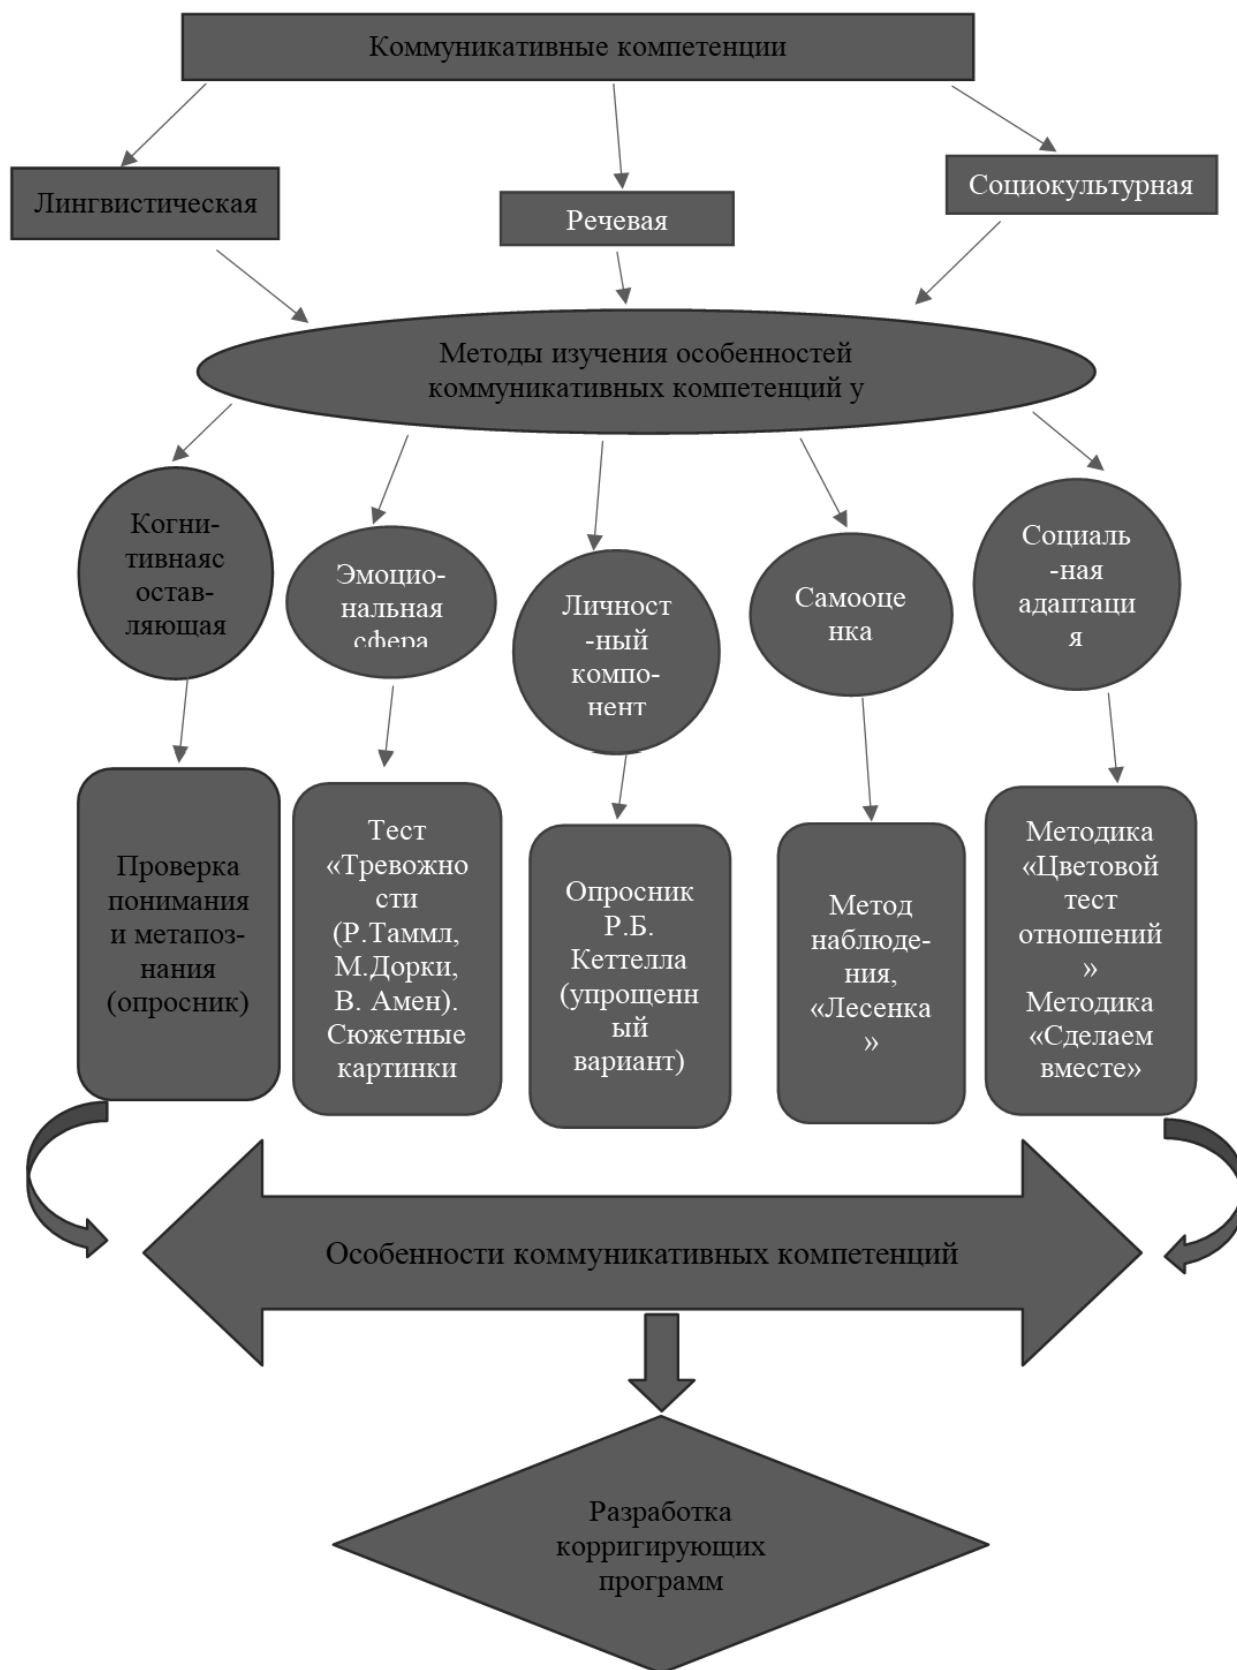 Коммуникативные компетенции
Лингвистическая
Речевая
Социокультурная
Методы изучения особенностей
коммуникативных компетенций у
Когни-
тивнаяс
остав-
ляющая
Эмоцио-
нальная
сфера
Личност
-ный
компо-
нент
Самооце
нка
Социаль
-ная
адаптаци
я
Проверка
понимания
и метапоз-
нания
(опросник)
Тест
«Тревожно
сти
(Р.Таммл,
М.Дорки,
В. Амен).
Сюжетные
картинки
Опросник
Р.Б.
Кеттелла
(упрощенн
ый
вариант)
Метод
наблюде-
ния,
«Лесенка
»
Методика
«Цветовой
тест
отношений
»
Методика
«Сделаем
вместе»
Особенности коммуникативных компетенций
Разработка
корригирующих
программ